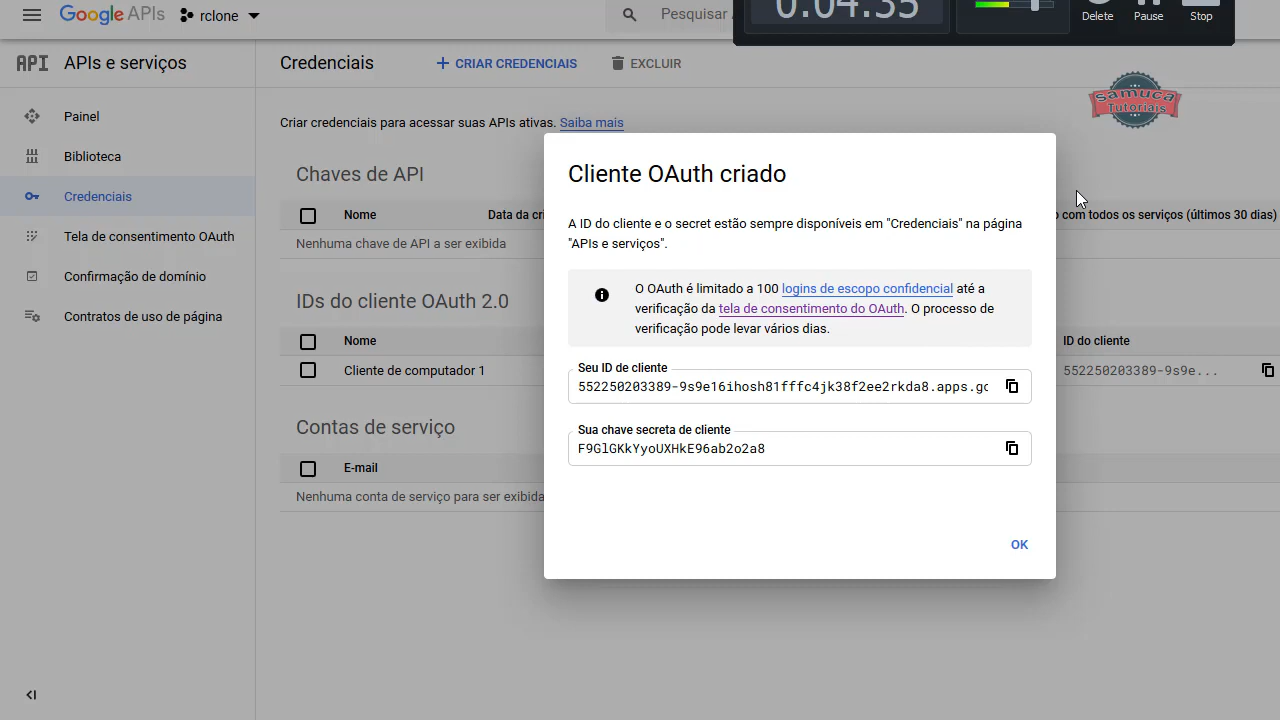 Google APIs
rclone
Pesquisar
0:04:35
Delete
Pause
Stop
API
APIs e serviços
Credenciais
CRIAR CREDENCIAIS
EXCLUIR
samuca
Tutoriais
Painel
Biblioteca
Credenciais
Tela de consentimento OAuth
Confirmação de domínio
Contratos de uso de página
Criar credenciais para acessar suas APIs ativas. Saiba mais
Chaves de API
Nome
Data da cri
o com todos os serviços (últimos 30 dias)
Nenhuma chave de API a ser exibida
IDs do cliente OAuth 2.0
Nome
ID do cliente
Cliente de computador 1
552250203389-9s9e...
Contas de serviço
E-mail
Nenhuma conta de serviço para ser exibida
Cliente OAuth criado
A ID do cliente e o secret estão sempre disponíveis em "Credenciais" na página
"APIs e serviços".
O OAuth é limitado a 100 logins de escopo confidencial até a
verificação da tela de consentimento do OAuth. O processo de
verificação pode levar vários dias.
Seu ID de cliente
552250203389-9s9e16ihosh81fffc4jk38f2ee2rkda8.apps.gc
Sua chave secreta de cliente
F9GlGKkYyoUXHkE96ab2o2a8
OK